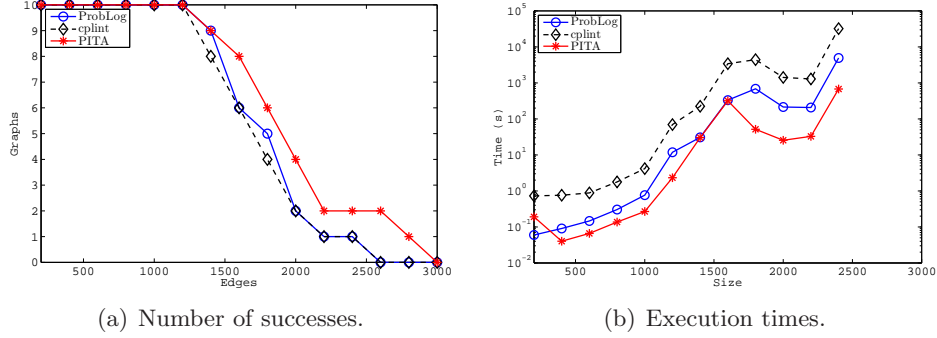 10
9
8
7
6
5
4
3
2
1
0
Graphs
ProbLog
cplint
PITA
500 1000 1500 2000 2500 3000
Edges
(a) Number of successes.
10^5
10^4
10^3
10^2
10^1
10^0
10^-1
10^-2
Time (s)
ProbLog
cplint
PITA
500 1000 1500 2000 2500 3000
Size
(b) Execution times.